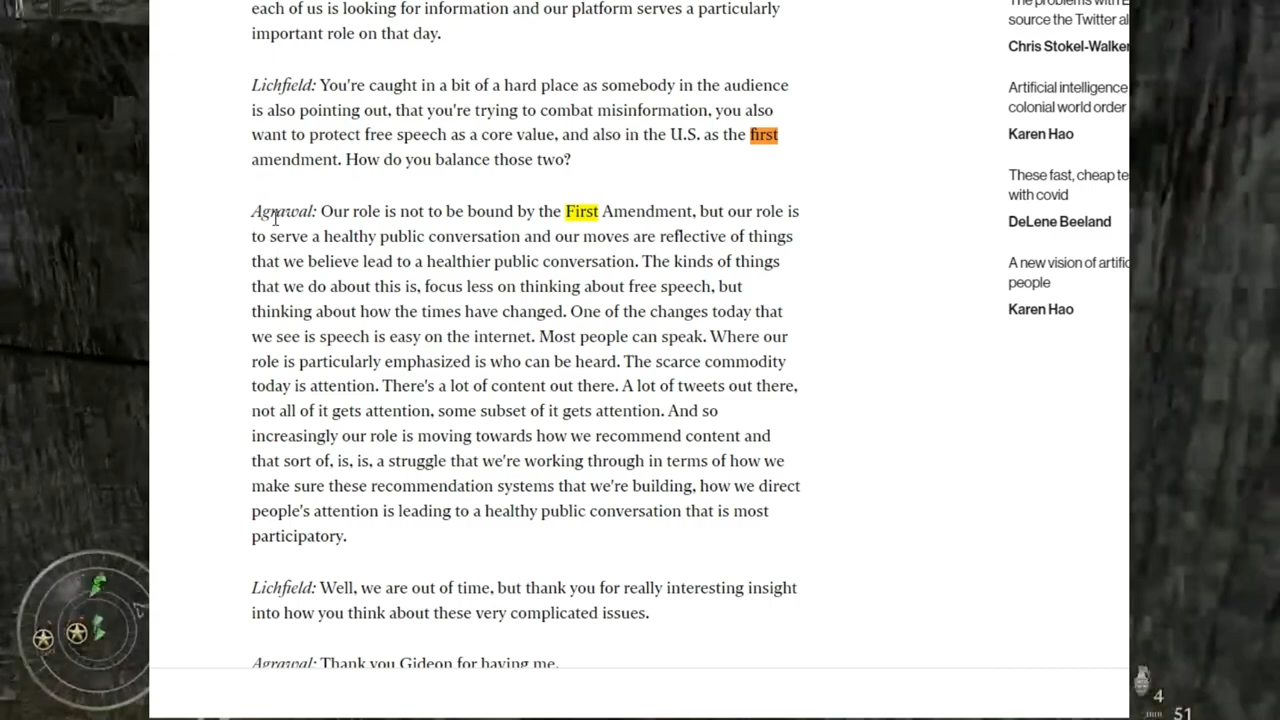 each of us is looking for information and our platform serves a particularly
important role on that day.
Lichfield: You're caught in a bit of a hard place as somebody in the audience
is also pointing out, that you're trying to combat misinformation, you also
want to protect free speech as a core value, and also in the U.S. as the first
amendment. How do you balance those two?
Agrawal: Our role is not to be bound by the First Amendment, but our role is
to serve a healthy public conversation and our moves are reflective of things
that we believe lead to a healthier public conversation. The kinds of things
that we do about this is, focus less on thinking about free speech, but
thinking about how the times have changed. One of the changes today that
we see is speech is easy on the internet. Most people can speak. Where our
role is particularly emphasized is who can be heard. The scarce commodity
today is attention. There's a lot of content out there. A lot of tweets out there,
not all of it gets attention, some subset of it gets attention. And so
increasingly our role is moving towards how we recommend content and
that sort of, is, is, a struggle that we're working through in terms of how we
make sure these recommendation systems that we're building, how we direct
people's attention is leading to a healthy public conversation that is most
participatory.
Lichfield: Well, we are out of time, but thank you for really interesting insight
into how you think about these very complicated issues.
Agrawal: Thank you Gideon for having me.
The problems with E
source the Twitter al
Chris Stokel-Walker
Artificial intelligence
colonial world order
Karen Hao
These fast, cheap te
with covid
DeLene Beeland
A new vision of artific
people
Karen Hao
4
51